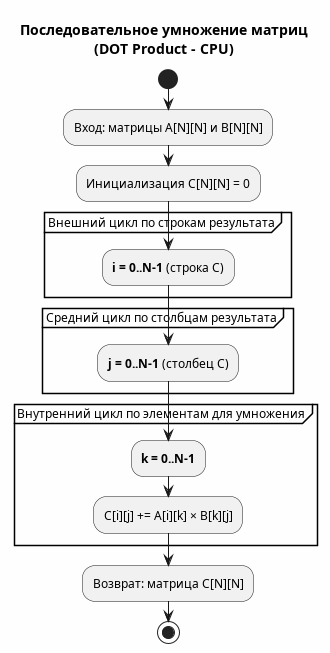 Последовательное умножение матриц
(DOT Product - CPU)
Вход: матрицы A[N][N] и B[N][N]
Инициализация C[N][N] = 0
Внешний цикл по строкам результата
i = 0..N-1 (строка C)
Средний цикл по столбцам результата
j = 0..N-1 (столбец C)
Внутренний цикл по элементам для умножения
k = 0..N-1
C[i][j] += A[i][k] × B[k][j]
Возврат: матрица C[N][N]